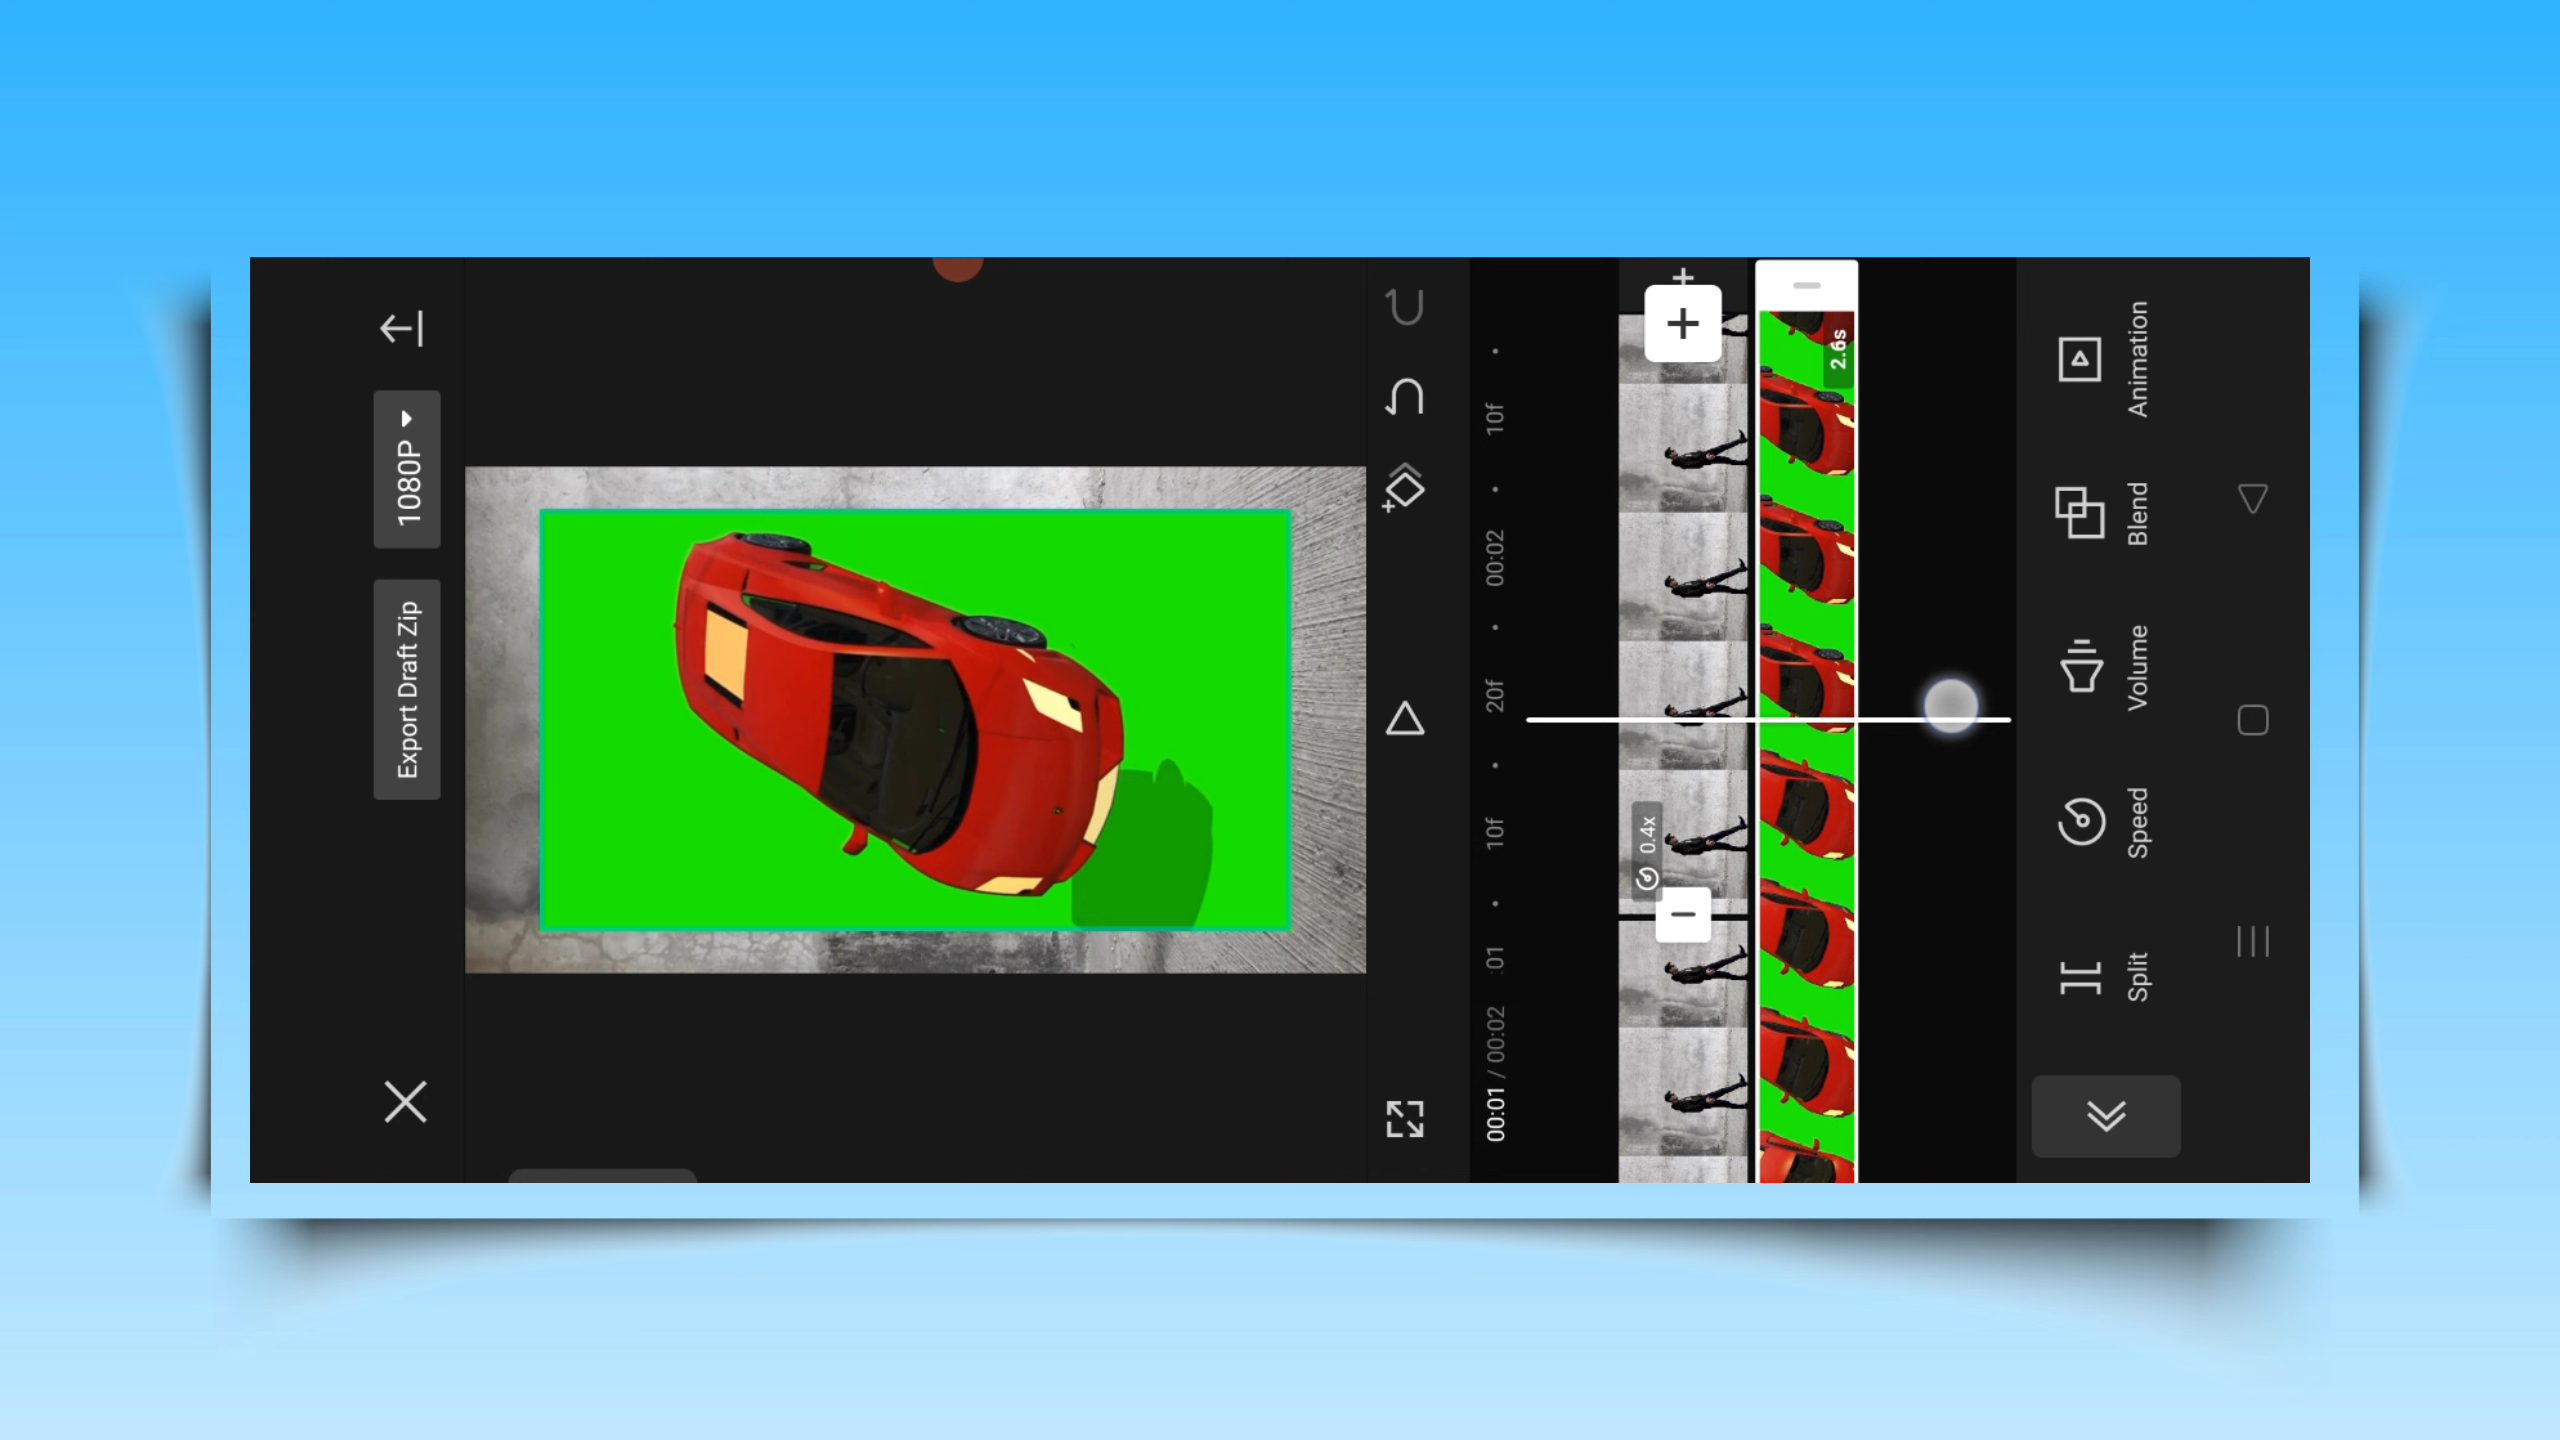 Export Draft Zip
1080P
00:01 / 00:02
:01
10f
20f
00:02
10f
0.4x
2.6s
Split
Speed
Volume
Blend
Animation